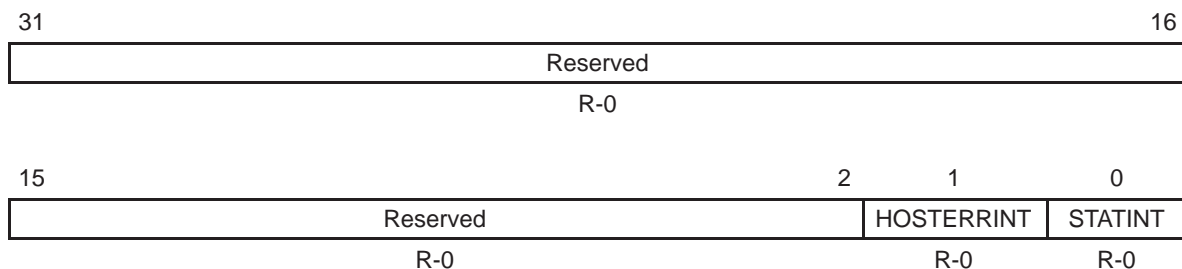 31 16
Reserved
R-0
15 2 1 0
Reserved HOSTERRINT STATINT
R-0 R-0 R-0